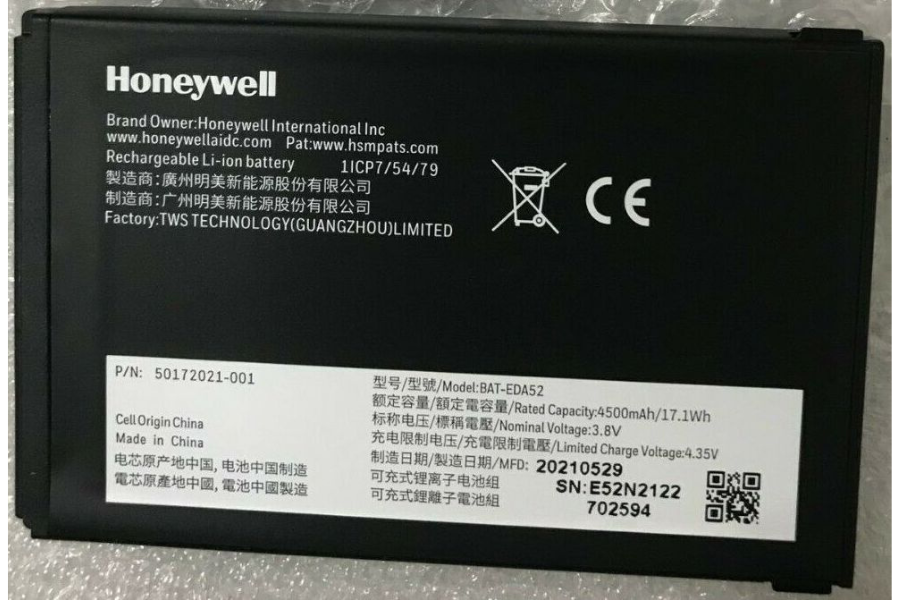 Honeywell
Brand Owner:Honeywell International Inc
www.honeywellaidc.com Pat:www.hsmpats.com
Rechargeable Li-ion battery 1ICP7/54/79
製造商:廣州明美新能源股份有限公司
制造商:广州明美新能源股份有限公司
Factory:TWS TECHNOLOGY(GUANGZHOU)LIMITED
CE
P/N: 50172021-001
Cell Origin China
Made in China
电芯原产地中国, 电池中国制造
電芯原產地中國, 電池中國製造
型号/型號/Model:BAT-EDA52
额定容量/額定電容量/Rated Capacity:4500mAh/17.1Wh
标称电压/標稱電壓/Nominal Voltage:3.8V
充电限制电压/充電限制電壓/Limited Charge Voltage:4.35V
制造日期/製造日期/MFD: 20210529
可充式锂离子电池组 SN:E52N2122
可充式鋰離子電池組 702594